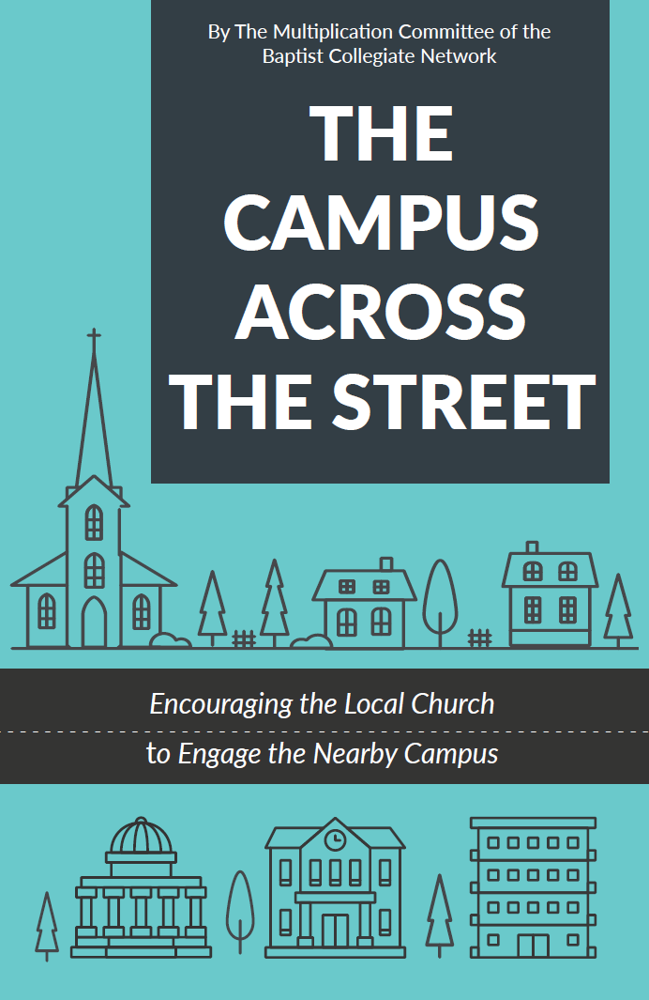 By The Multiplication Committee of the
Baptist Collegiate Network
THE
CAMPUS
ACROSS
THE STREET
Encouraging the Local Church
to Engage the Nearby Campus